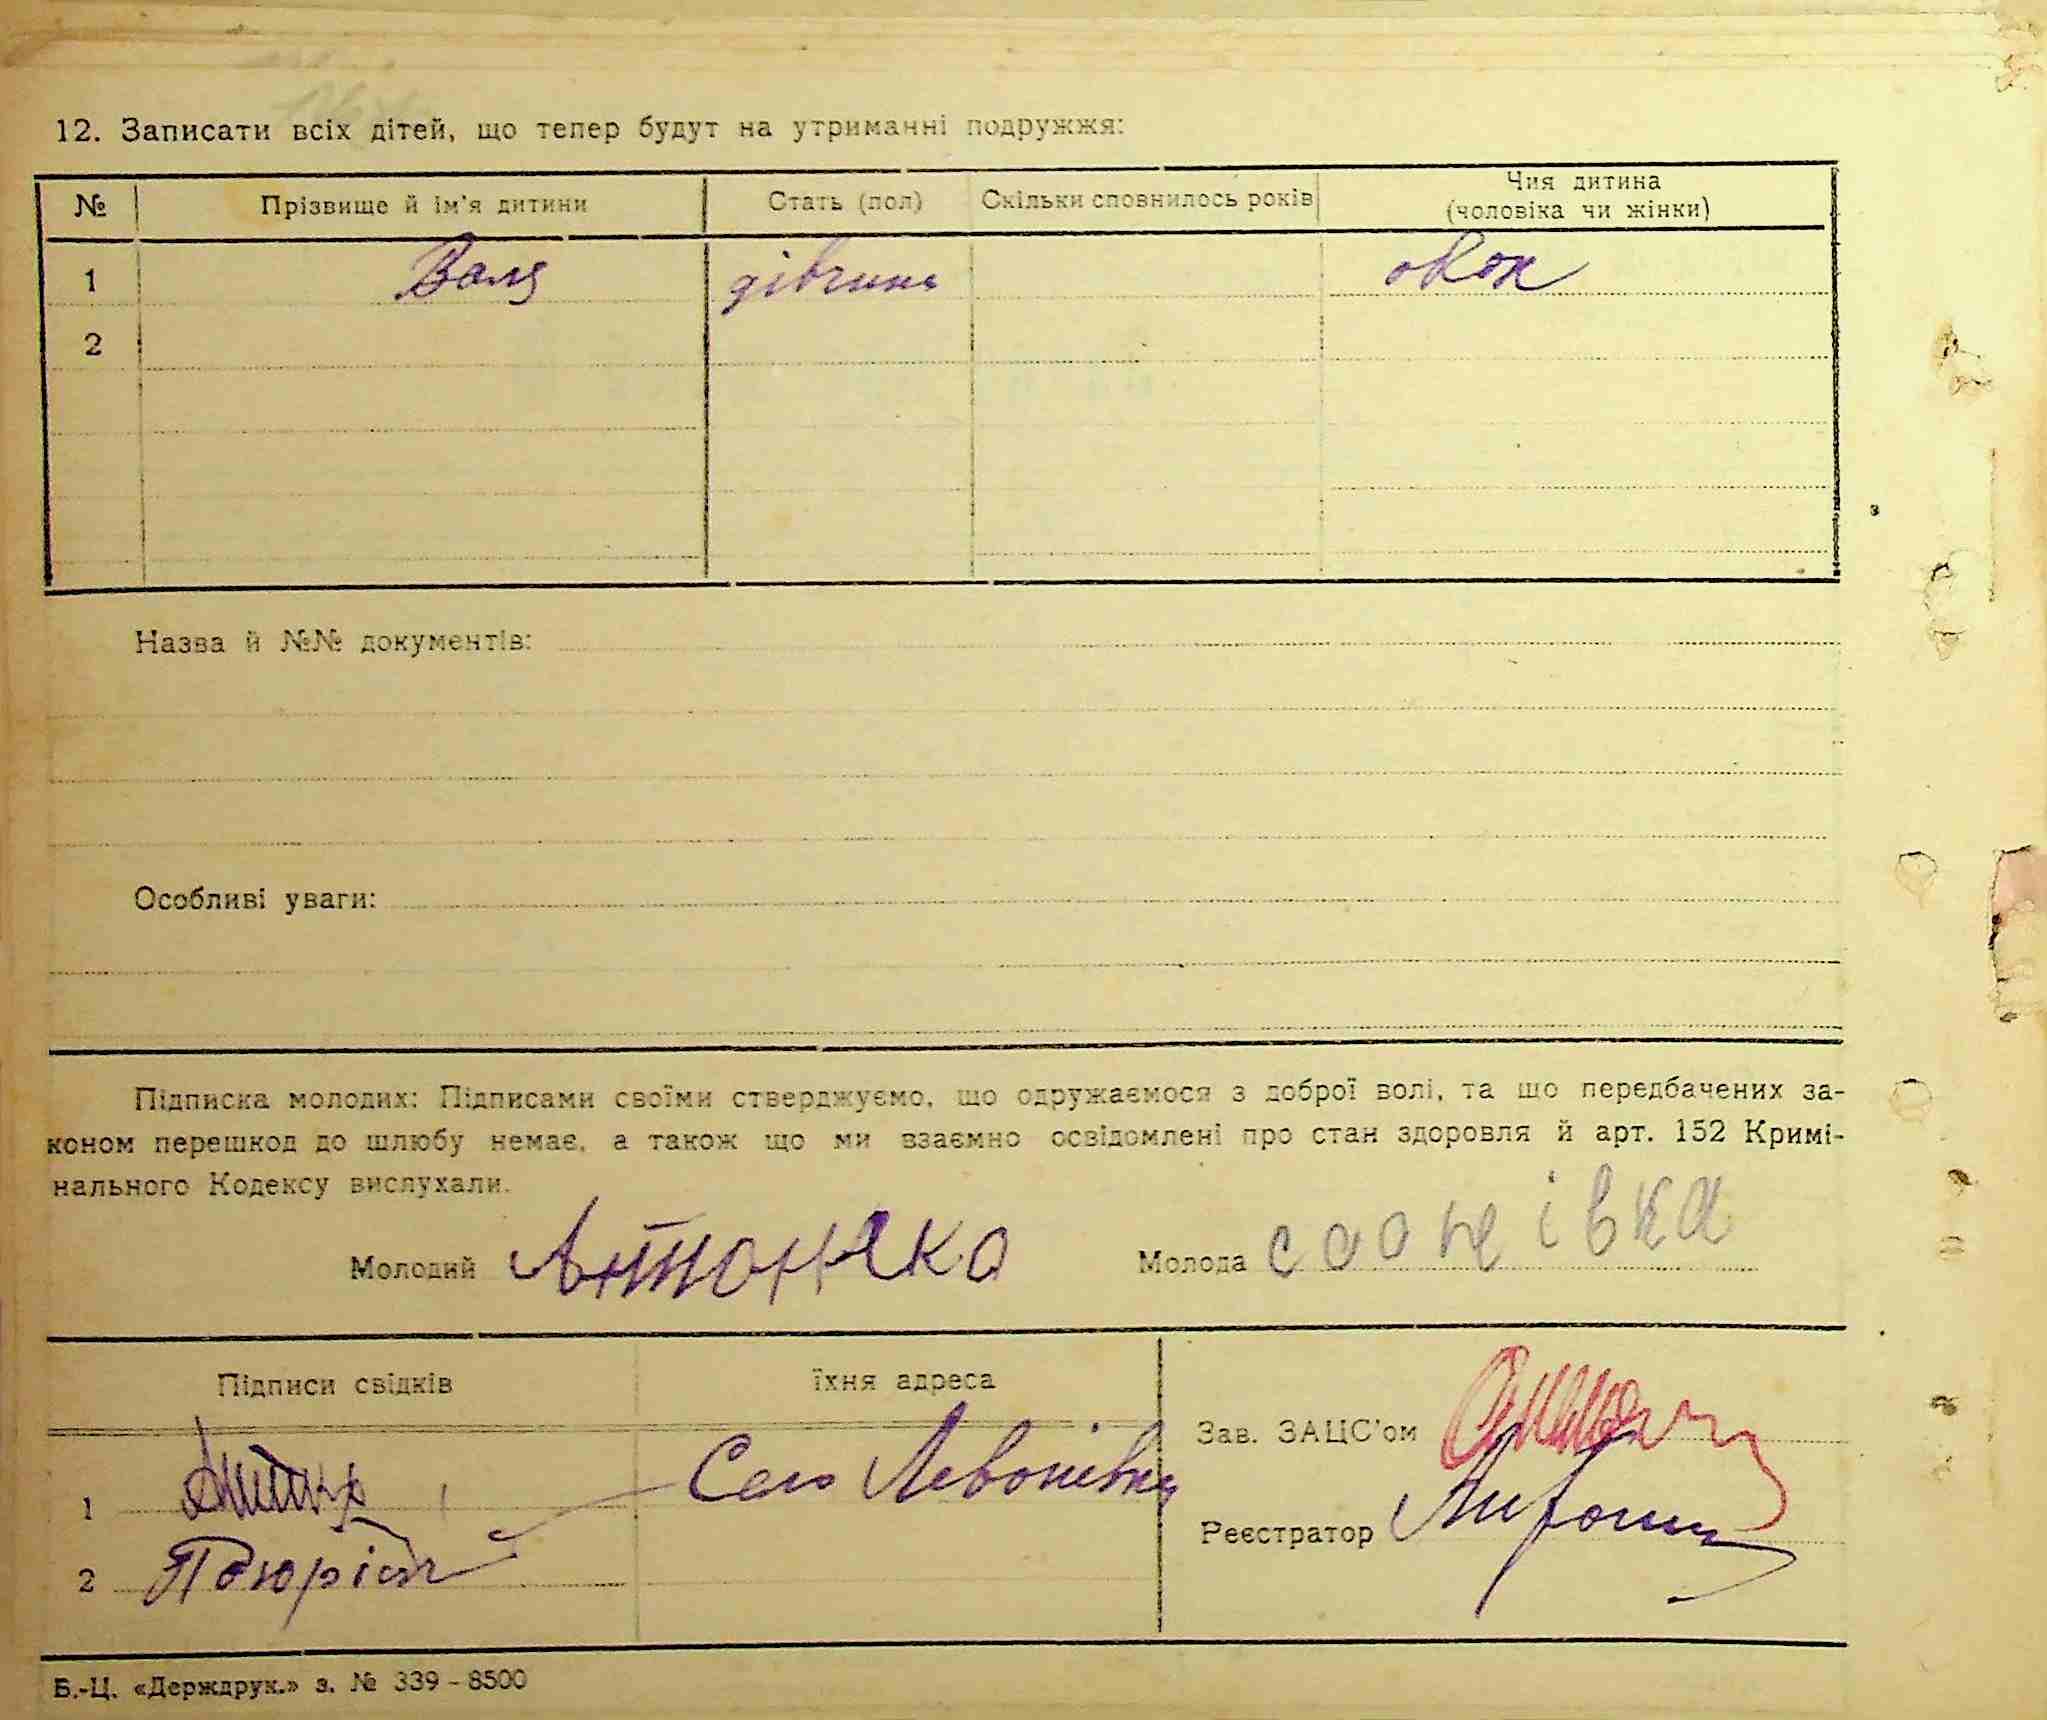 12. Записати всіх дітей, що тепер будут на утриманні подружжя:
№ Прізвище й ім'я дитини Стать (пол) Скільки сповнилось років Чия дитина (чоловіка чи жінки)
1 Валя дівчина
2
Назва й №№ документів:
Особливі уваги:
Підписка молодих: Підписами своїми стверджуємо, що одружаємося з доброї волі, та що передбачених за-
коном перешкод до шлюбу немає, а також що ми взаємно освідомлені про стан здоровля й арт. 152 Кримі-
нального Кодексу вислухали.
Молодий Молода
Підписи свідків їхня адреса
Зав. ЗАЦС'ом
1 Село Левонівка
Реєстратор
2
Б.-Ц. «Держдрук.» з. № 339-8500